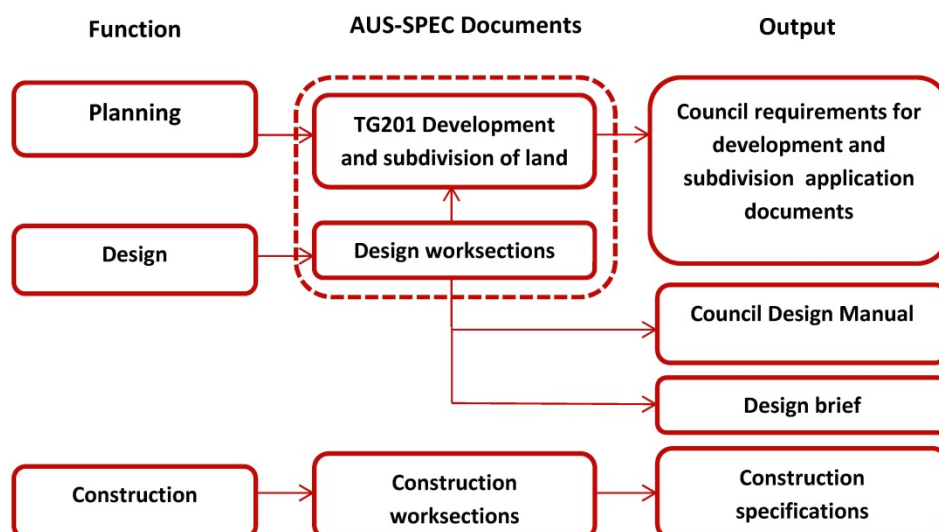 Function
AUS-SPEC Documents
Output
Planning
TG201 Development
and subdivision of land
Council requirements for
development and
subdivision application
documents
Design
Design worksections
Council Design Manual
Design brief
Construction
Construction
worksections
Construction
specifications